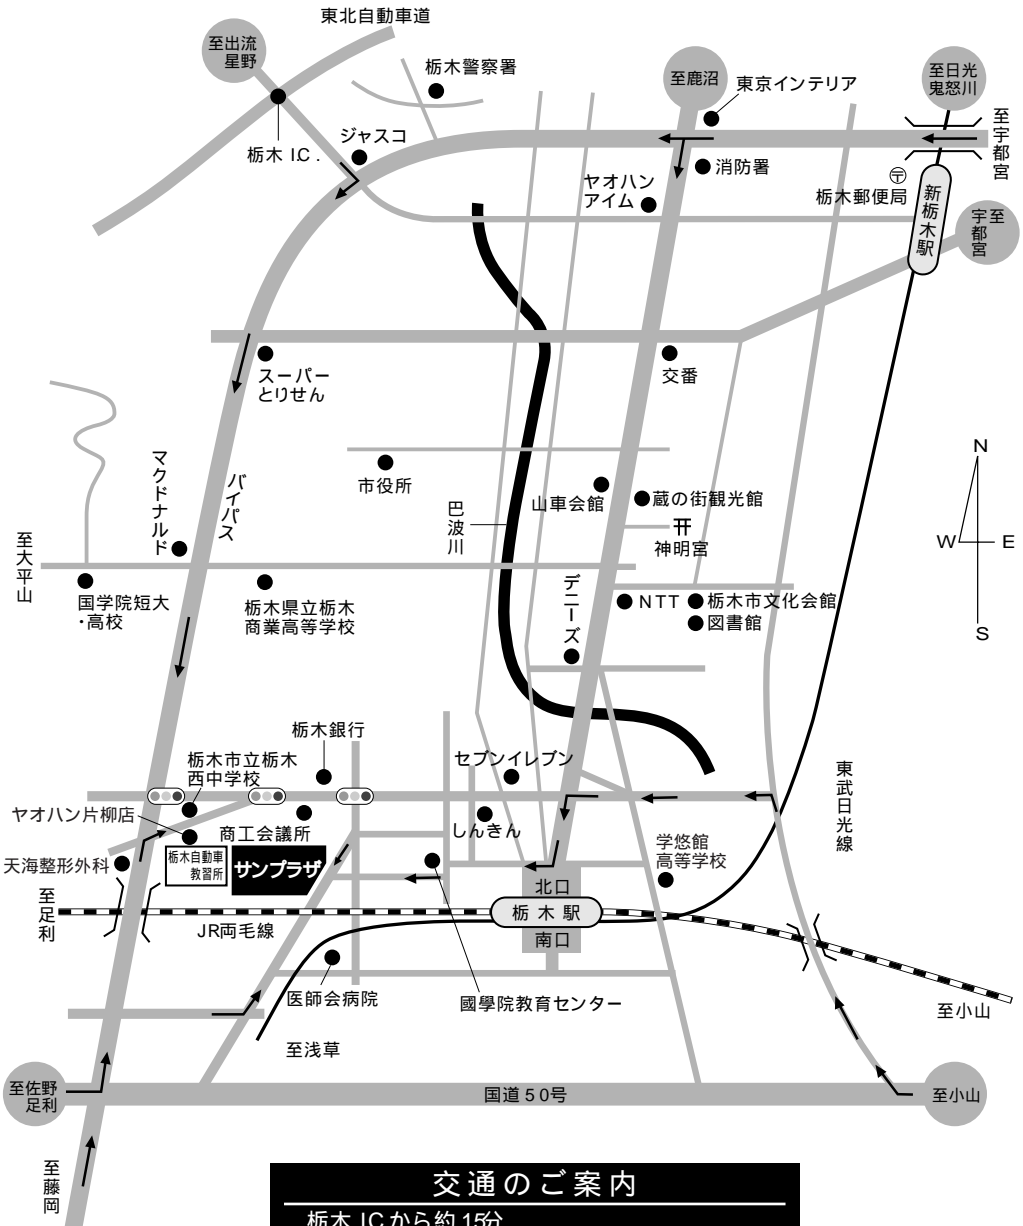 東北自動車道
至出流
星野
栃木警察署
至鹿沼
東京インテリア
至日光
鬼怒川
至宇都宮
栃木 I.C.
ジャスコ
消防署
ヤオハン
アイム
〒
栃木郵便局
新栃木駅
至
宇都宮
スーパー
とりせん
交番
マクドナルド
バイパス
市役所
巴波川
山車会館
蔵の街観光館
神明宮
N
W
E
S
至大平山
国学院短大
・高校
栃木県立栃木
商業高等学校
デニーズ
NTT
栃木市文化会館
図書館
栃木銀行
栃木市立栃木
西中学校
セブンイレブン
東武日光線
ヤオハン片柳店
商工会議所
しんきん
学悠館
高等学校
天海整形外科
栃木自動車
教習所
サンプラザ
至足利
北口
栃木駅
南口
JR両毛線
医師会病院
國學院教育センター
至小山
至浅草
至佐野
足利
国道50号
至小山
至藤岡
交通のご案内
栃木 ICから約 15分